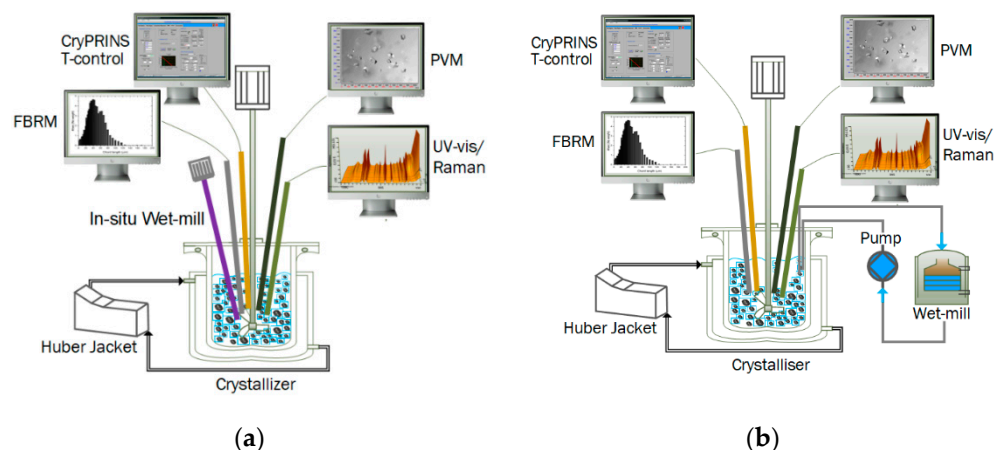 CryPRINS
T-control
PVM
FBRM
UV-vis/
Raman
In-situ Wet-mill
Huber Jacket
Crystallizer
(a)
CryPRINS
T-control
PVM
FBRM
UV-vis/
Raman
Pump
Wet-mill
Huber Jacket
Crystalliser
(b)